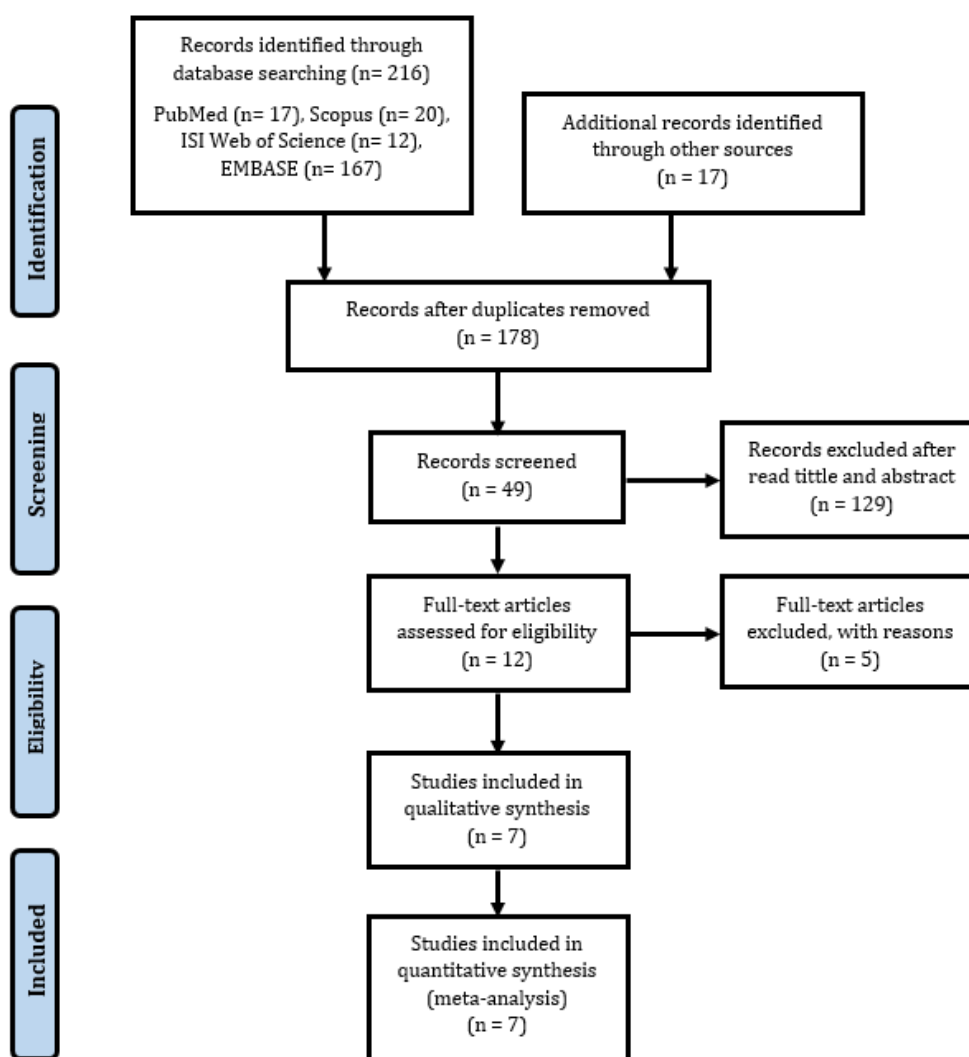 Records identified through
database searching (n= 216)
PubMed (n= 17), Scopus (n= 20),
ISI Web of Science (n= 12),
EMBASE (n= 167)
Additional records identified
through other sources
(n = 17)
Identification
Records after duplicates removed
(n = 178)
Screening
Records screened
(n = 49)
Records excluded after
read tittle and abstract
(n = 129)
Eligibility
Full-text articles
assessed for eligibility
(n = 12)
Full-text articles
excluded, with reasons
(n = 5)
Studies included in
qualitative synthesis
(n = 7)
Included
Studies included in
quantitative synthesis
(meta-analysis)
(n = 7)